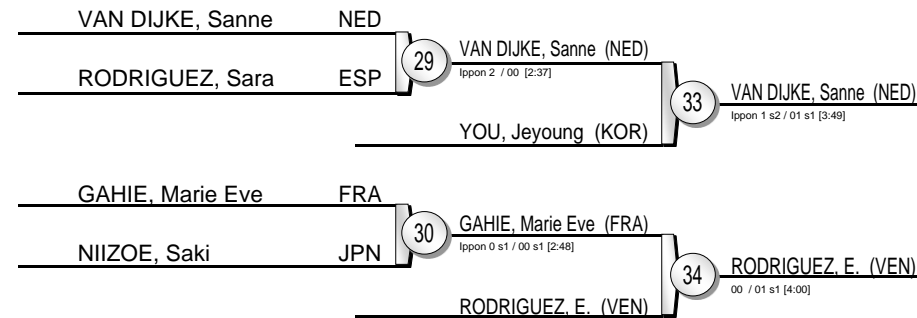 VAN DIJKE, Sanne NED
29
VAN DIJKE, Sanne (NED)
RODRIGUEZ, Sara ESP
Ippon 2 / 00 [2:37]
33
VAN DIJKE, Sanne (NED)
Ippon 1 s2 / 01 s1 [3:49]
YOU, Jeyoung (KOR)
GAHIE, Marie Eve FRA
30
GAHIE, Marie Eve (FRA)
NIIZOE, Saki JPN
Ippon 0 s1 / 00 s1 [2:48]
34
RODRIGUEZ, E. (VEN)
00 / 01 s1 [4:00]
RODRIGUEZ, E. (VEN)